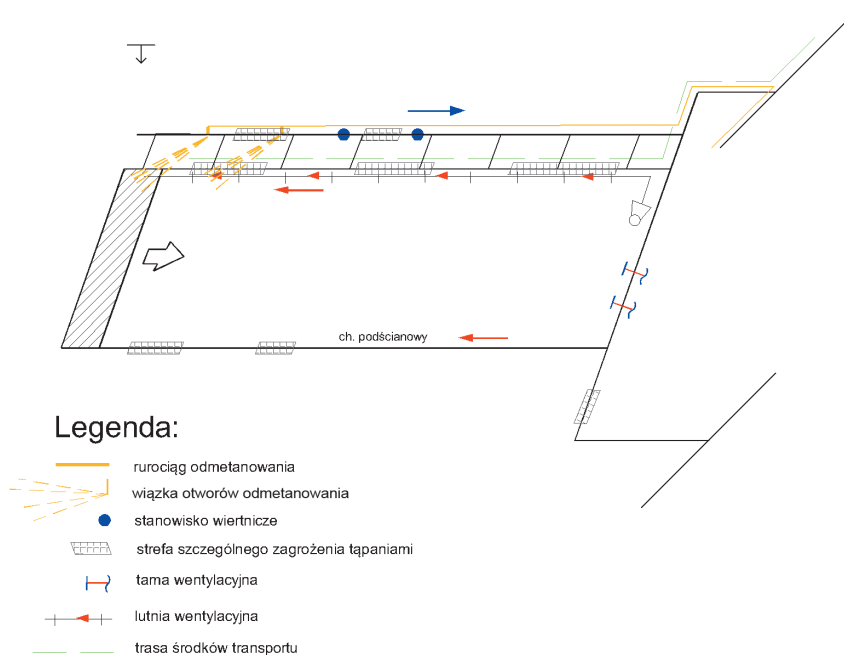 ch. podścianowy
Legenda:
rurociąg odmetanowania
wiązka otworów odmetanowania
stanowisko wiertnicze
strefa szczególnego zagrożenia tąpaniami
tama wentylacyjna
lutnia wentylacyjna
trasa środków transportu